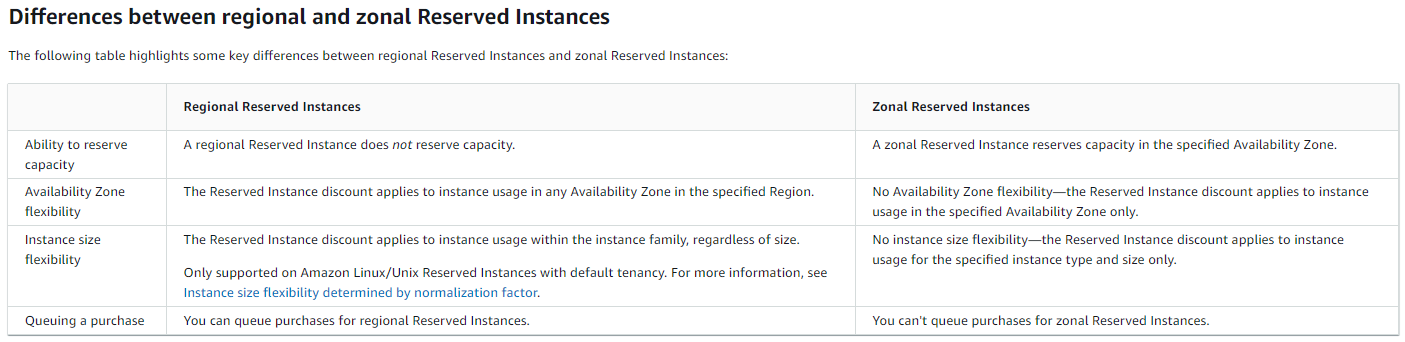 Differences between regional and zonal Reserved Instances
The following table highlights some key differences between regional Reserved Instances and zonal Reserved Instances:
Regional Reserved Instances
Zonal Reserved Instances
Ability to reserve
capacity
A regional Reserved Instance does not reserve capacity.
A zonal Reserved Instance reserves capacity in the specified Availability Zone.
Availability Zone
flexibility
The Reserved Instance discount applies to instance usage in any Availability Zone in the specified Region.
No Availability Zone flexibility—the Reserved Instance discount applies to instance
usage in the specified Availability Zone only.
Instance size
flexibility
The Reserved Instance discount applies to instance usage within the instance family, regardless of size.
Only supported on Amazon Linux/Unix Reserved Instances with default tenancy. For more information, see
Instance size flexibility determined by normalization factor.
No instance size flexibility—the Reserved Instance discount applies to instance
usage for the specified instance type and size only.
Queuing a purchase
You can queue purchases for regional Reserved Instances.
You can't queue purchases for zonal Reserved Instances.